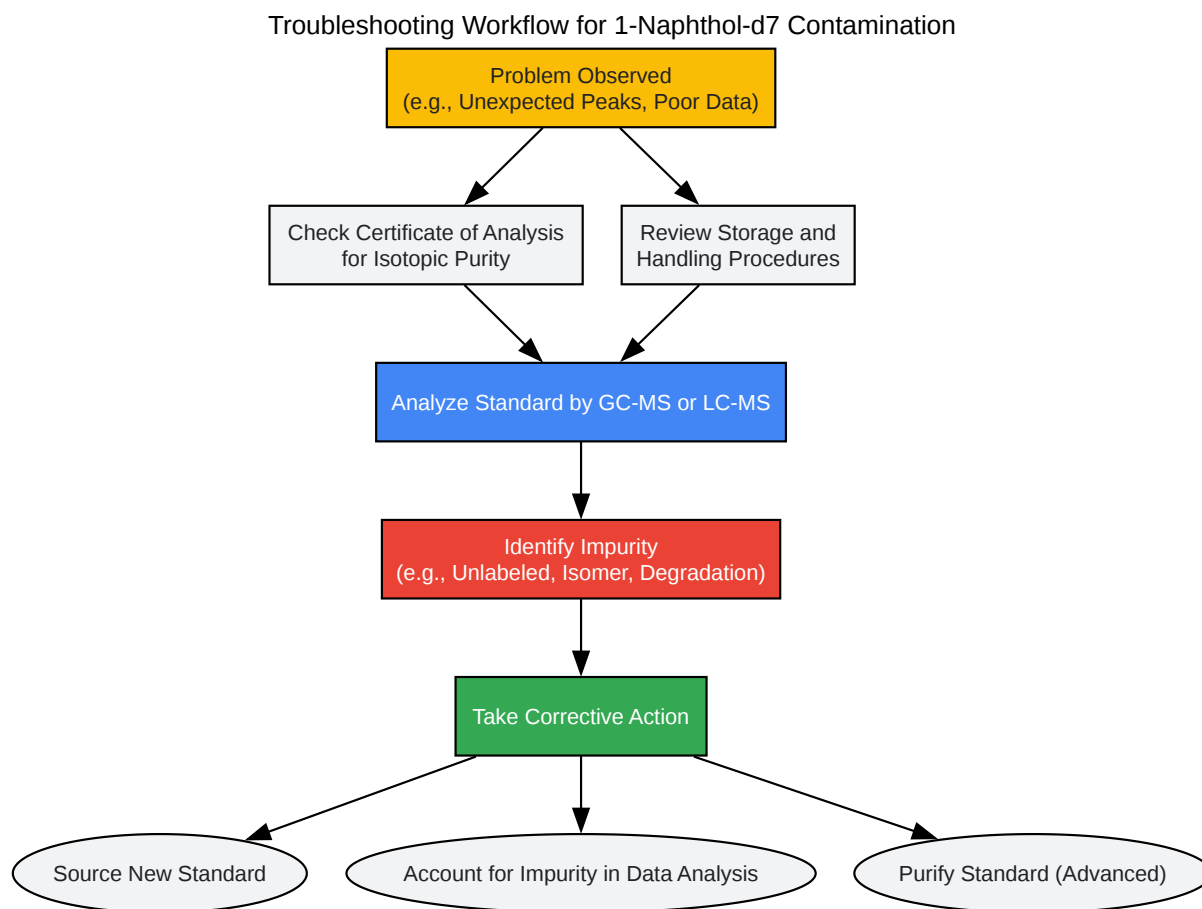 Troubleshooting Workflow for 1-Naphthol-d7 Contamination
Problem Observed
(e.g., Unexpected Peaks, Poor Data)
Check Certificate of Analysis
for Isotopic Purity
Review Storage and
Handling Procedures
Analyze Standard by GC-MS or LC-MS
Identify Impurity
(e.g., Unlabeled, Isomer, Degradation)
Take Corrective Action
Source New Standard
Account for Impurity in Data Analysis
Purify Standard (Advanced)